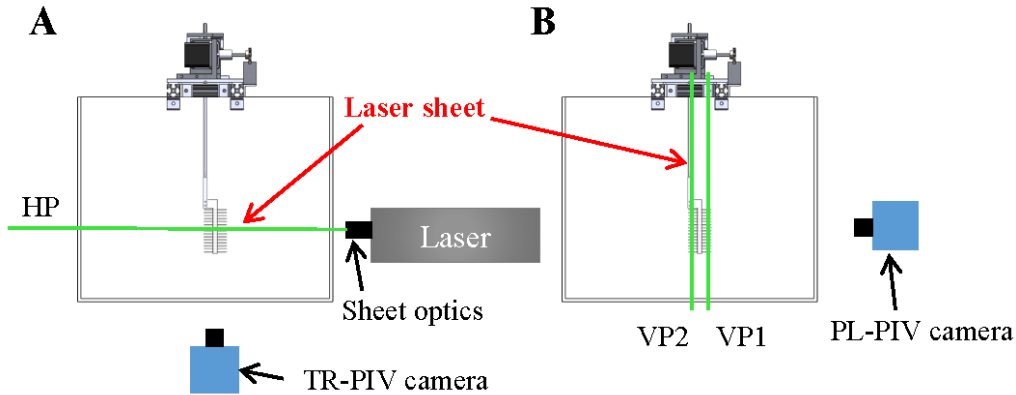 A
B
Laser sheet
HP
Laser
Sheet optics
VP2
VP1
PL-PIV camera
TR-PIV camera